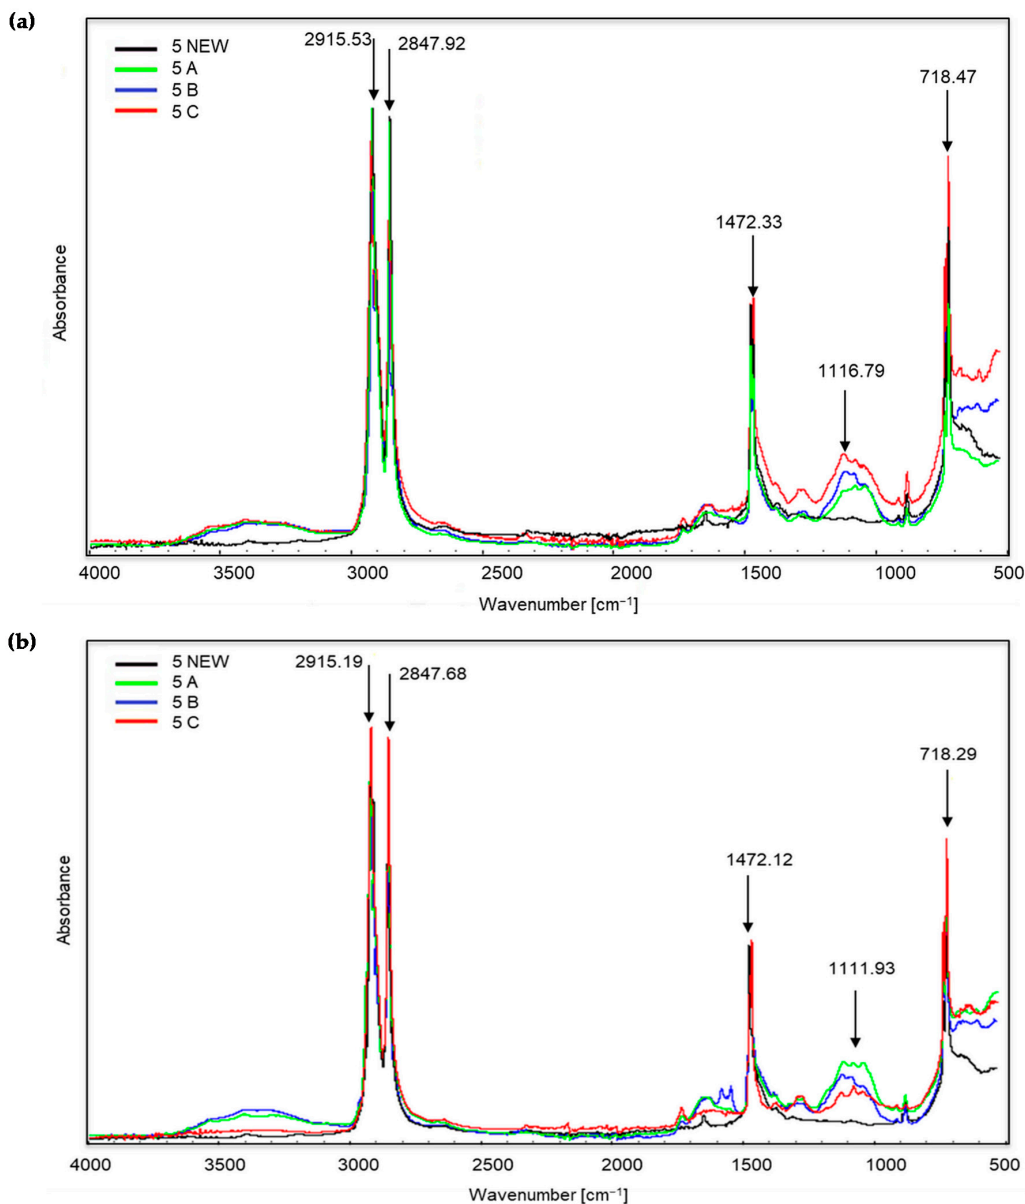 (a)
5 NEW
5 A
5 B
5 C
2915.53
2847.92
718.47
1472.33
1116.79
Absorbance
4000 3500 3000 2500 2000 1500 1000 500
Wavenumber [cm⁻¹]
(b)
5 NEW
5 A
5 B
5 C
2915.19
2847.68
718.29
1472.12
1111.93
Absorbance
4000 3500 3000 2500 2000 1500 1000 500
Wavenumber [cm⁻¹]